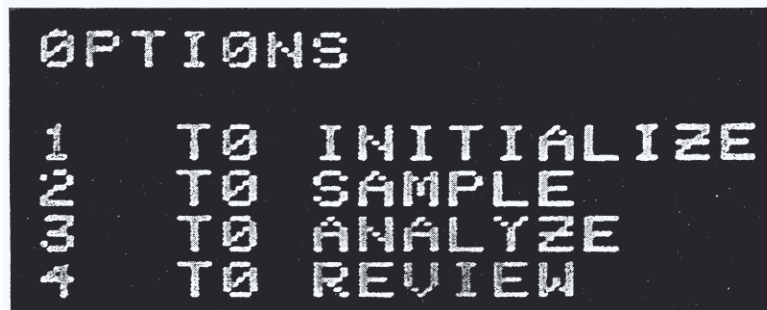 ØPTIØNS
1 TØ INITIALIZE
2 TØ SAMPLE
3 TØ ANALYZE
4 TØ REVIEW